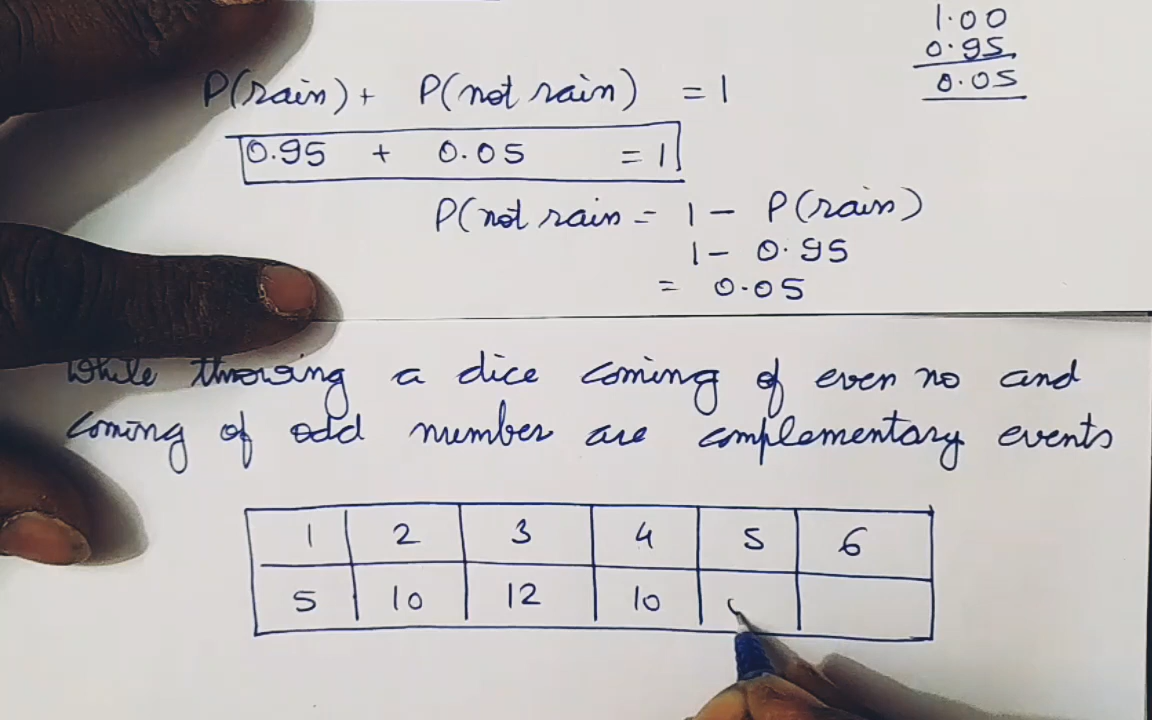 1.00
0.95
0.05
P(rain) + P(not rain) = 1
0.95 + 0.05 = 1
P(not rain = 1 - P(rain)
1 - 0.95
= 0.05
While throwing a dice coming of even no and
coming of odd number are complementary events
1 2 3 4 5 6
5 10 12 10